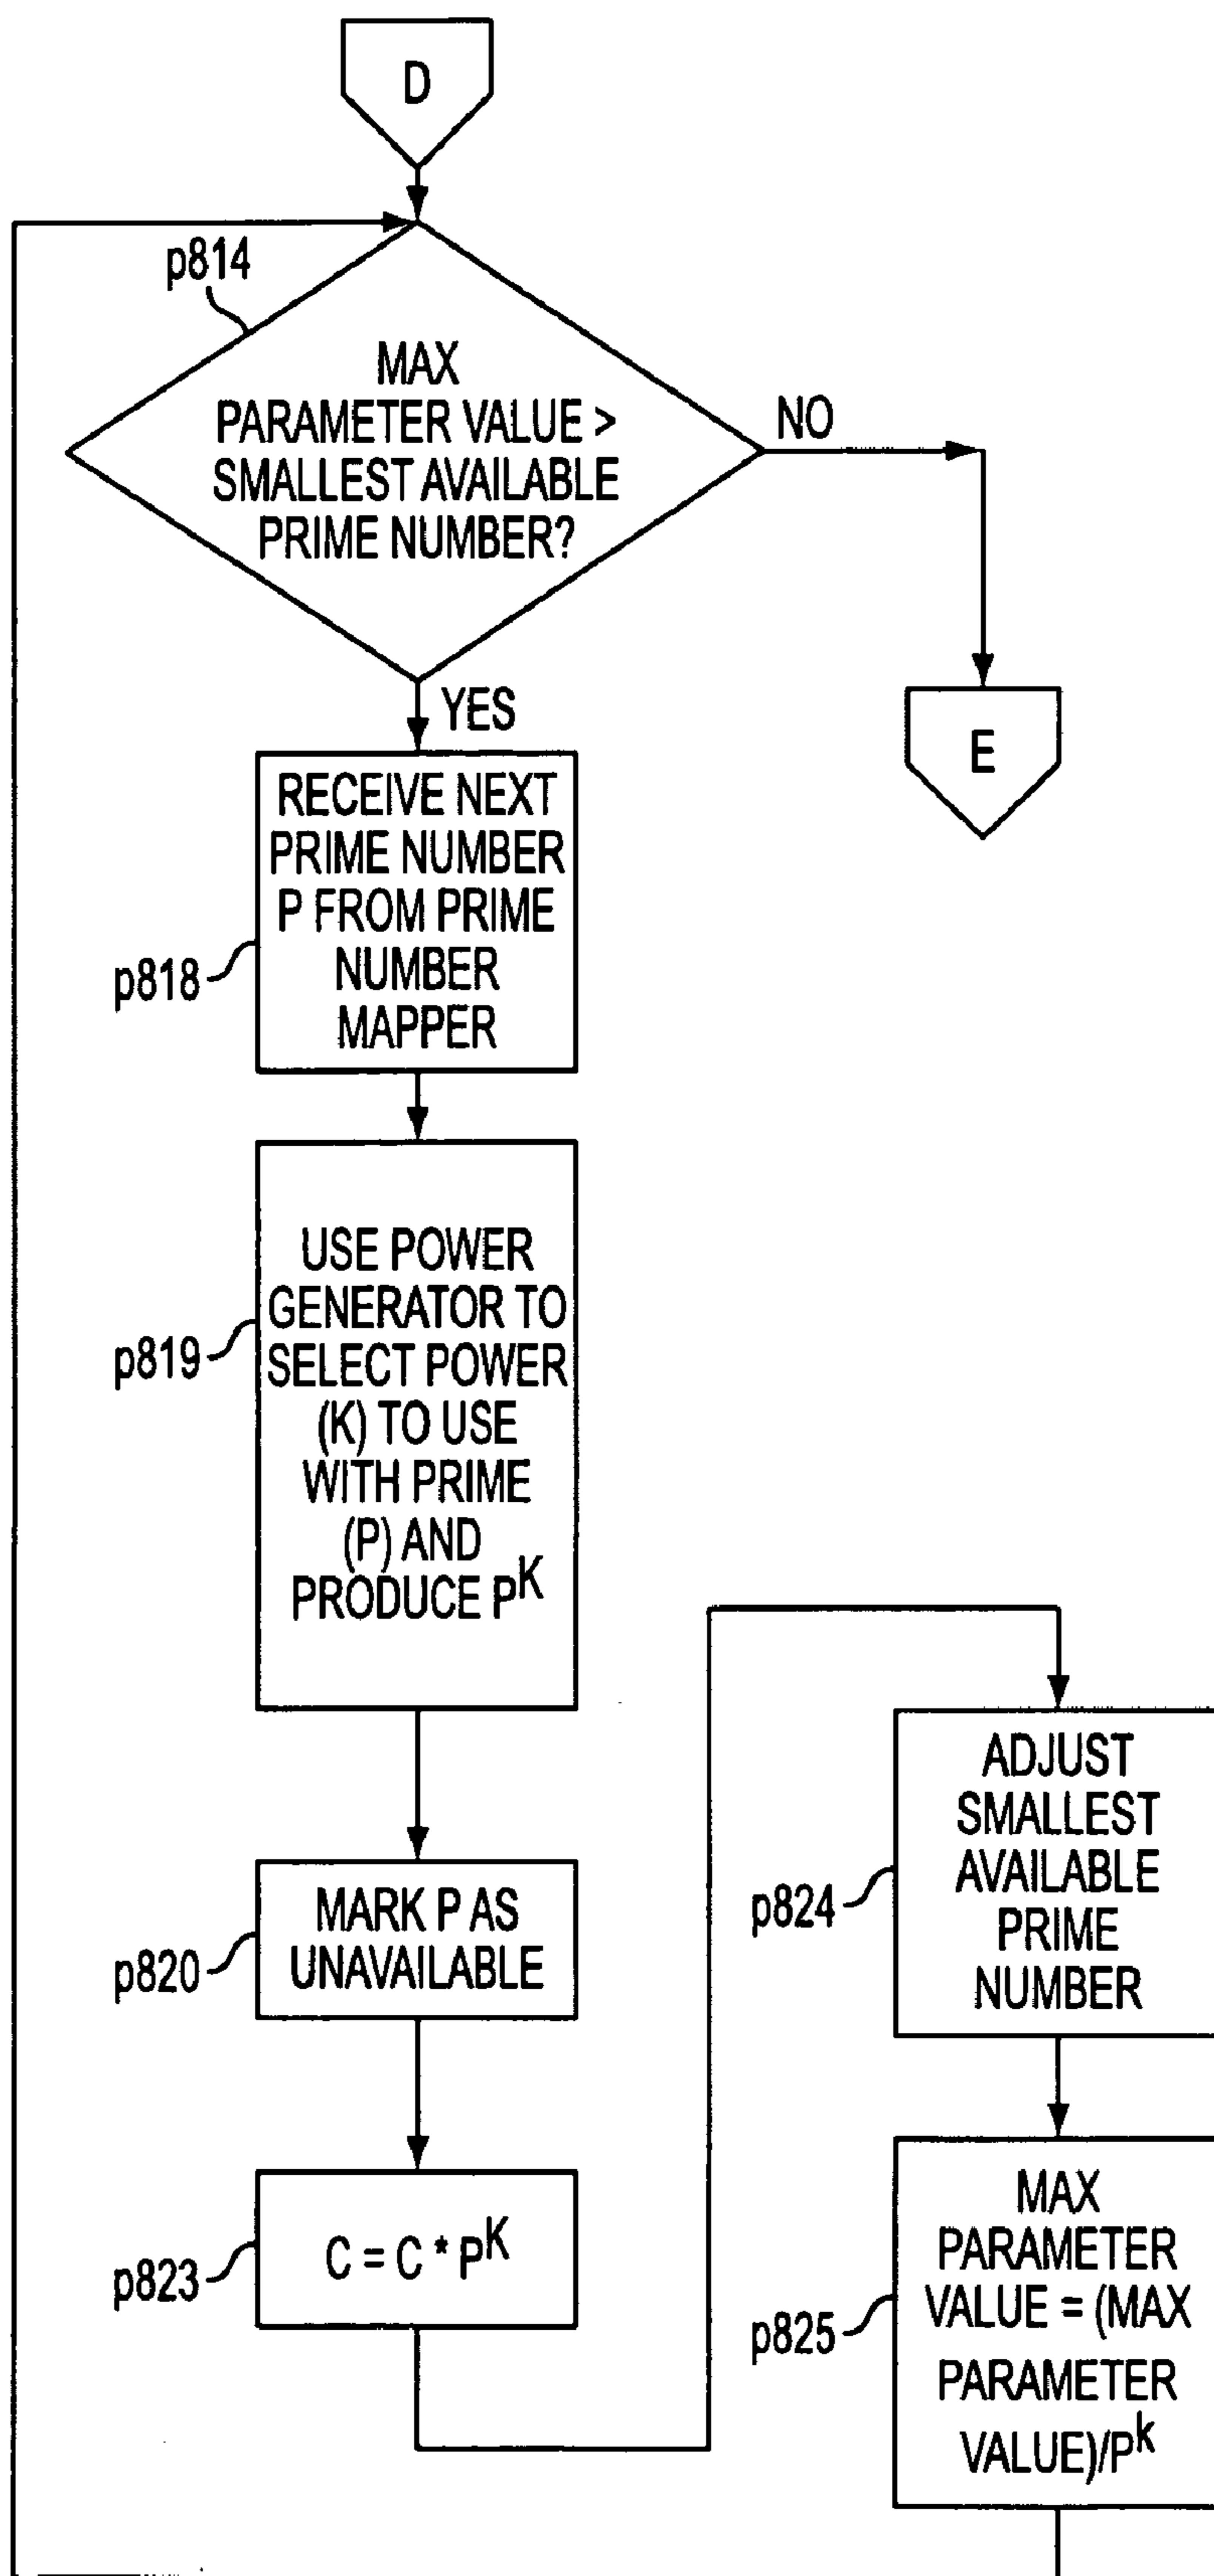 D
p814
MAX
PARAMETER VALUE >
SMALLEST AVAILABLE
PRIME NUMBER?
NO
E
YES
RECEIVE NEXT
PRIME NUMBER
P FROM PRIME
NUMBER
MAPPER
p818
USE POWER
GENERATOR TO
SELECT POWER
(K) TO USE
WITH PRIME
(P) AND
PRODUCE P^K
p819
MARK P AS
UNAVAILABLE
p820
C = C * P^K
p823
ADJUST
SMALLEST
AVAILABLE
PRIME
NUMBER
p824
MAX
PARAMETER
VALUE = (MAX
PARAMETER
VALUE)/P^k
p825